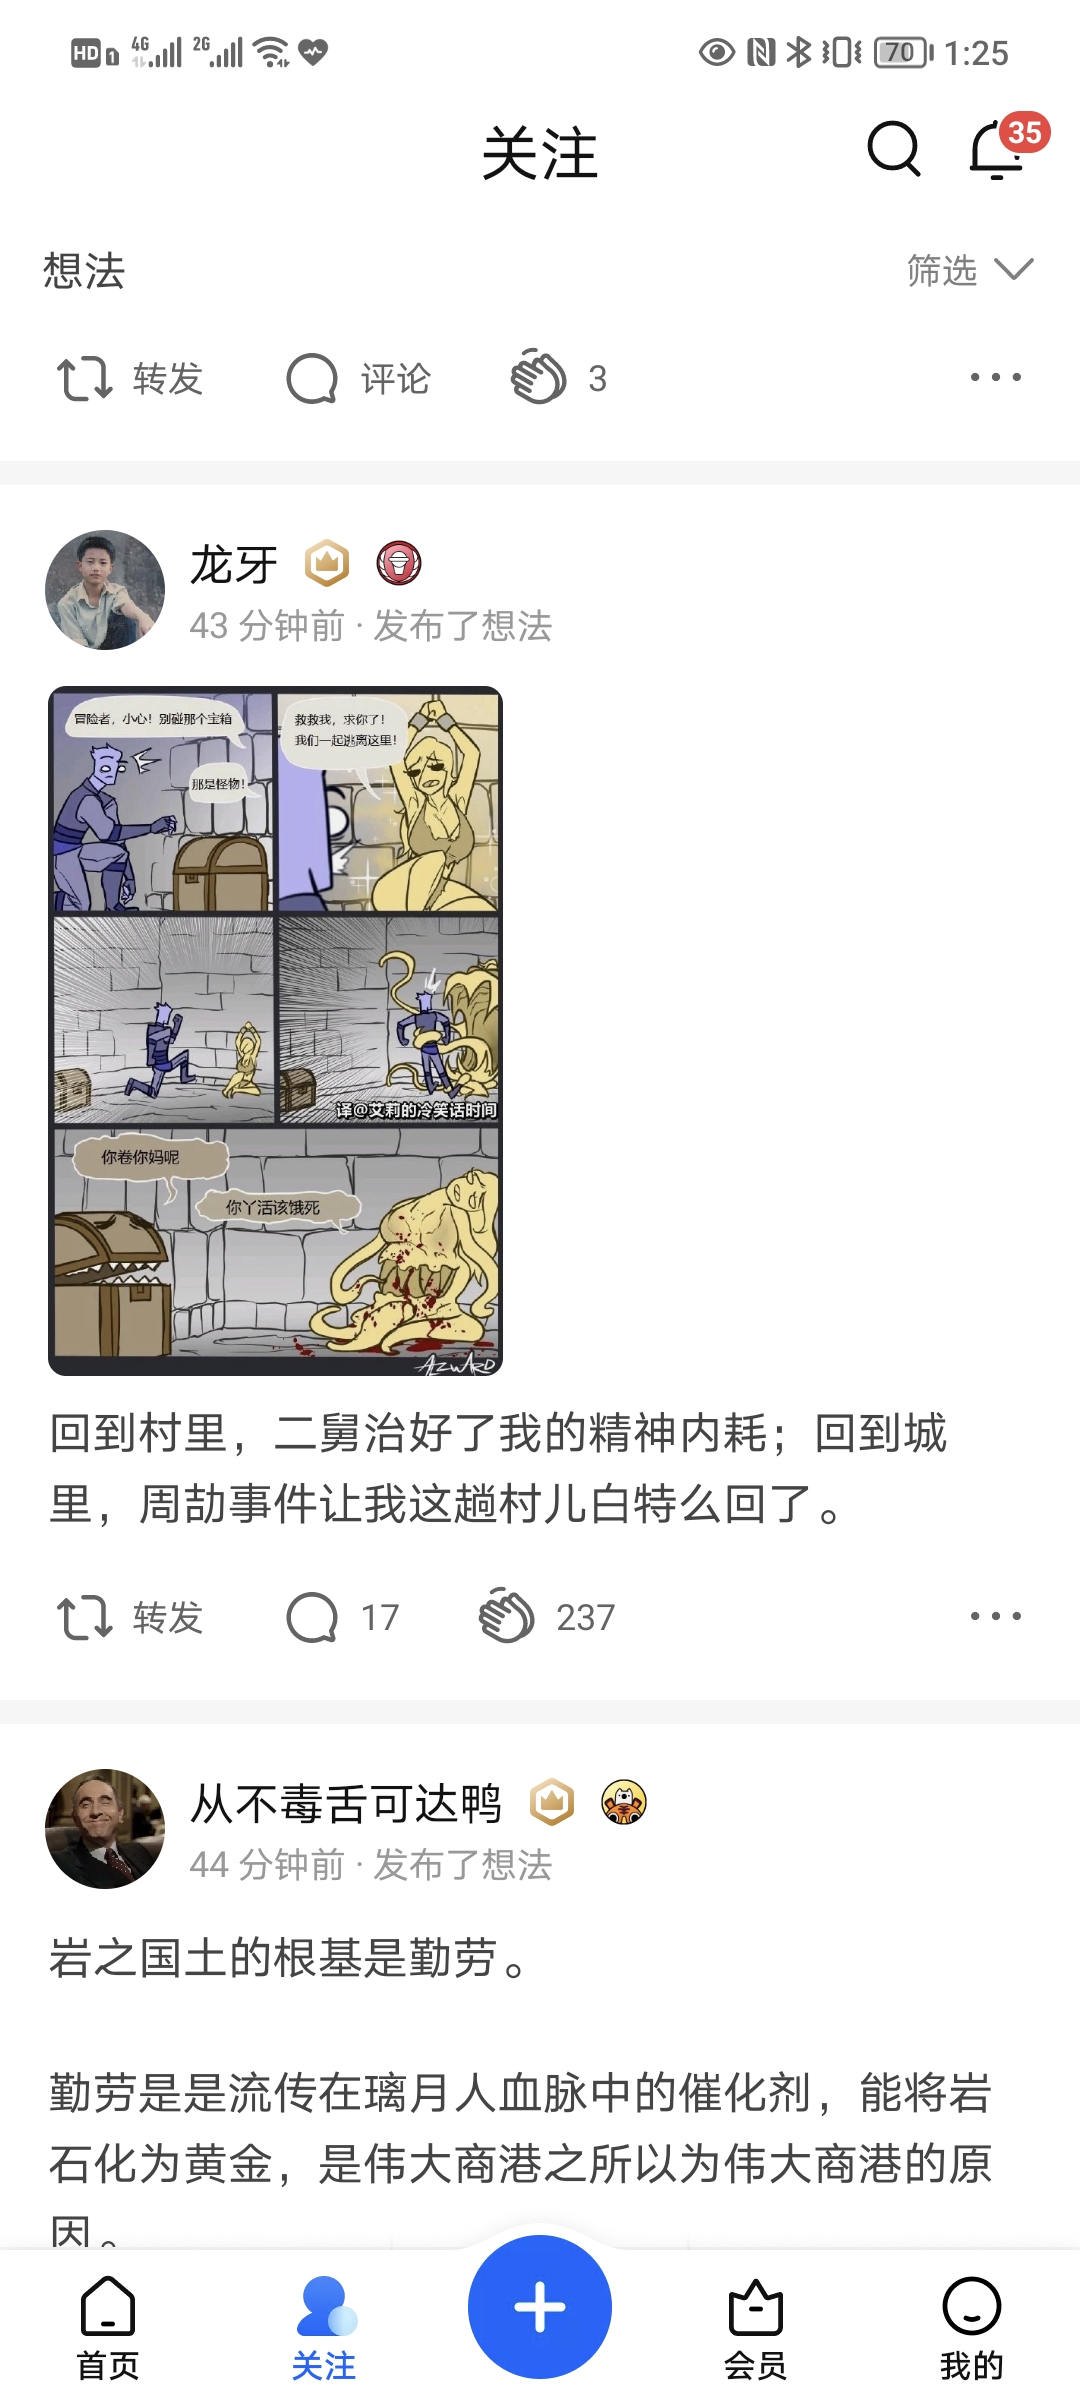 HD 1 4G 2G 70 1:25
关注
35
想法
筛选
转发
评论
3
龙牙
43 分钟前 · 发布了想法
冒险者，小心！别碰那个宝箱
那是怪物！
救救我，求你了！
我们一起逃离这里！
译@艾莉的冷笑话时间
你卷你妈呢
你丫活该饿死
AZWARD
回到村里，二舅治好了我的精神内耗；回到城
里，周劼事件让我这趟村儿白特么回了。
转发
17
237
从不毒舌可达鸭
44 分钟前 · 发布了想法
岩之国土的根基是勤劳。
勤劳是是流传在璃月人血脉中的催化剂，能将岩
石化为黄金，是伟大商港之所以为伟大商港的原
因。
首页
关注
会员
我的